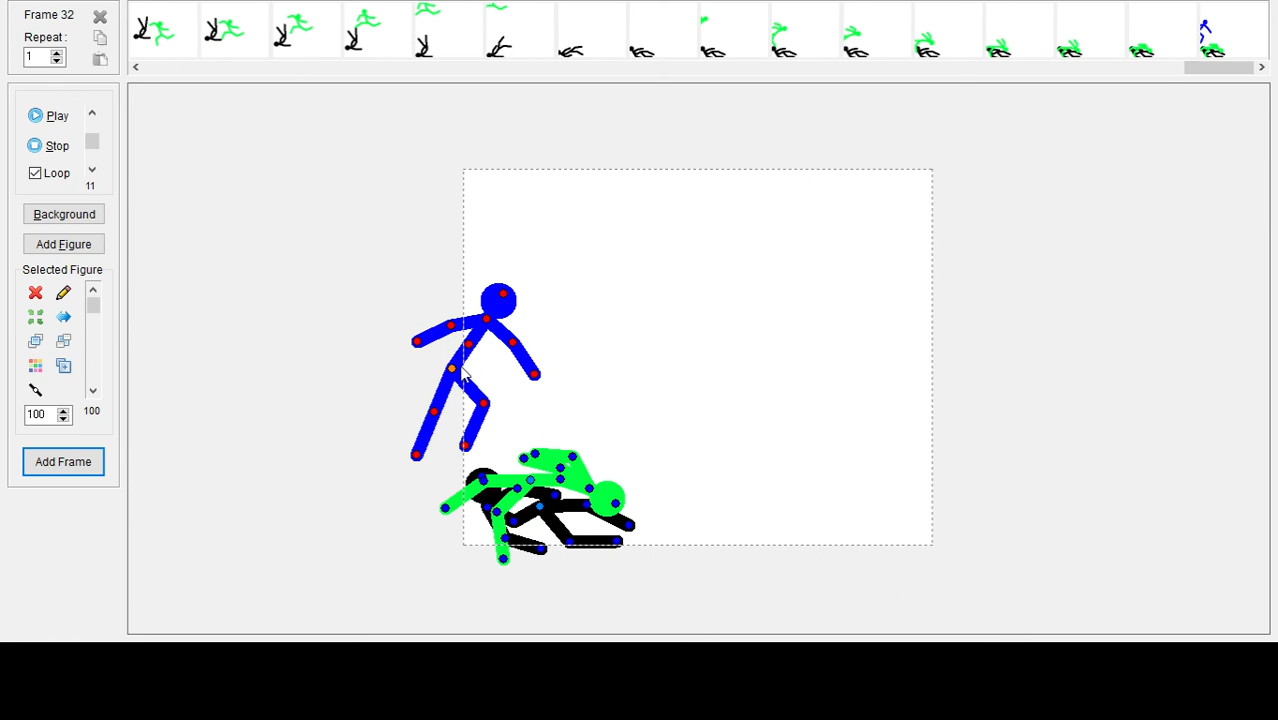 Frame 32
Repeat:
1
Play
Stop
Loop
11
Background
Add Figure
Selected Figure
100
100
Add Frame